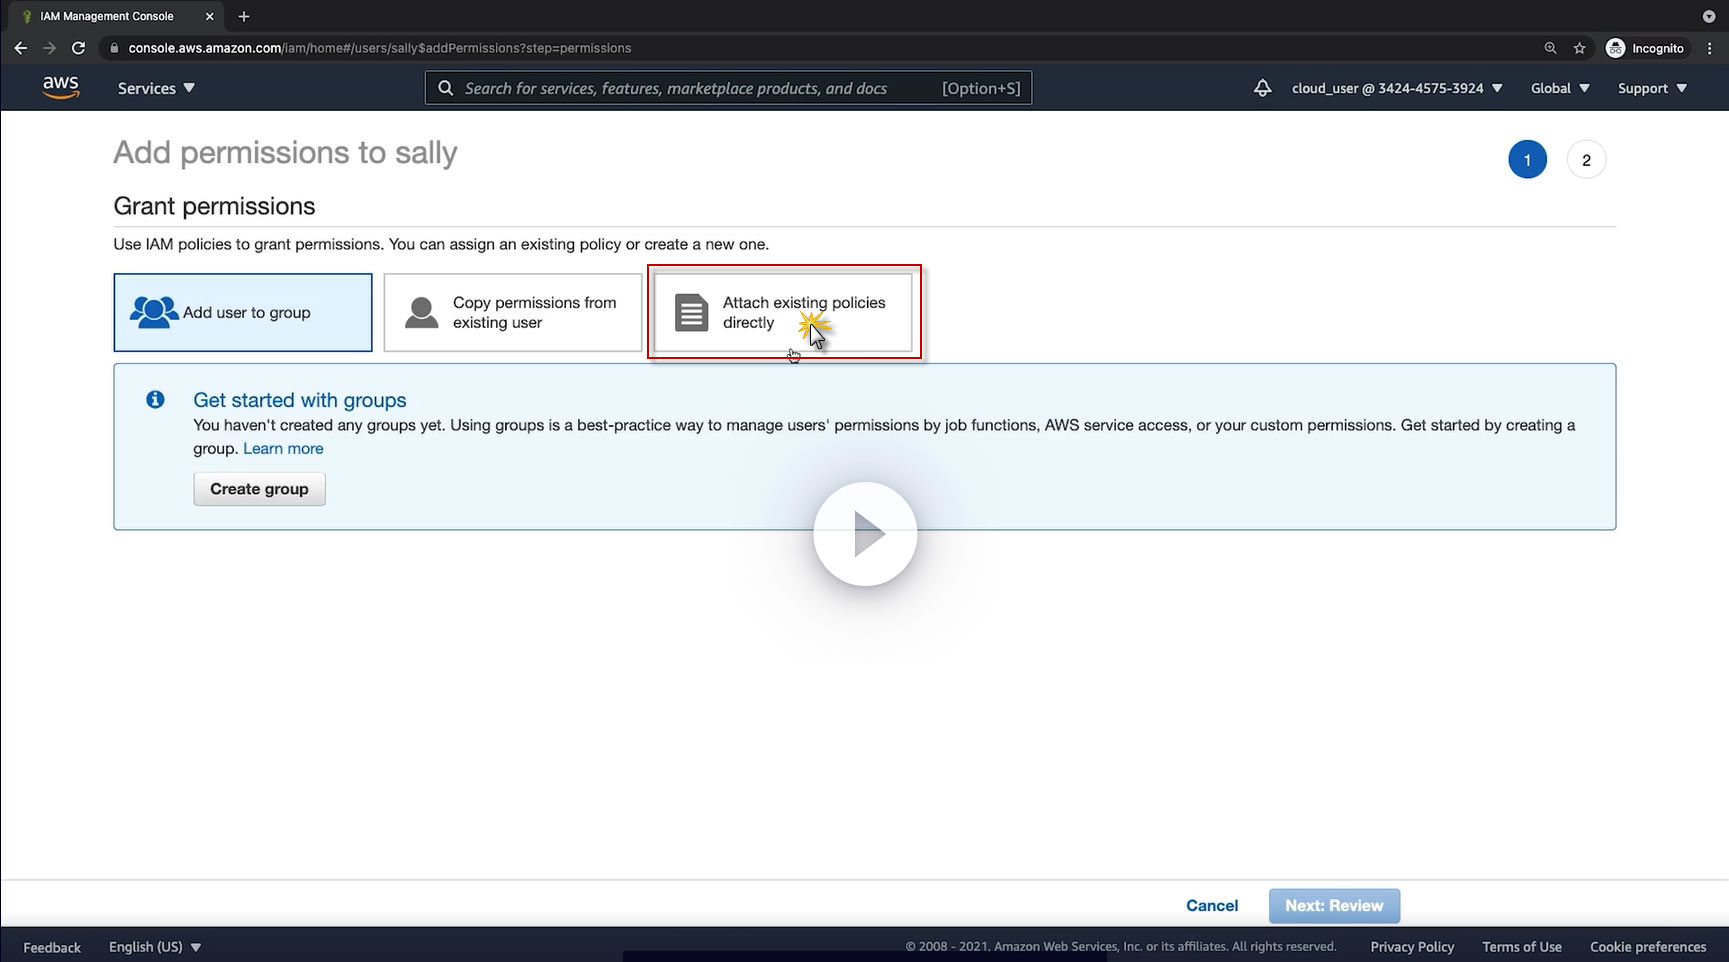 IAM Management Console
console.aws.amazon.com/iam/home#/users/sally$addPermissions?step=permissions
Incognito
aws
Services
Search for services, features, marketplace products, and docs [Option+S]
cloud_user @ 3424-4575-3924
Global
Support
Add permissions to sally
1
2
Grant permissions
Use IAM policies to grant permissions. You can assign an existing policy or create a new one.
Add user to group
Copy permissions from
existing user
Attach existing policies
directly
Get started with groups
You haven't created any groups yet. Using groups is a best-practice way to manage users' permissions by job functions, AWS service access, or your custom permissions. Get started by creating a
group. Learn more
Create group
Cancel
Next: Review
Feedback
English (US)
© 2008 - 2021, Amazon Web Services, Inc. or its affiliates. All rights reserved.
Privacy Policy
Terms of Use
Cookie preferences